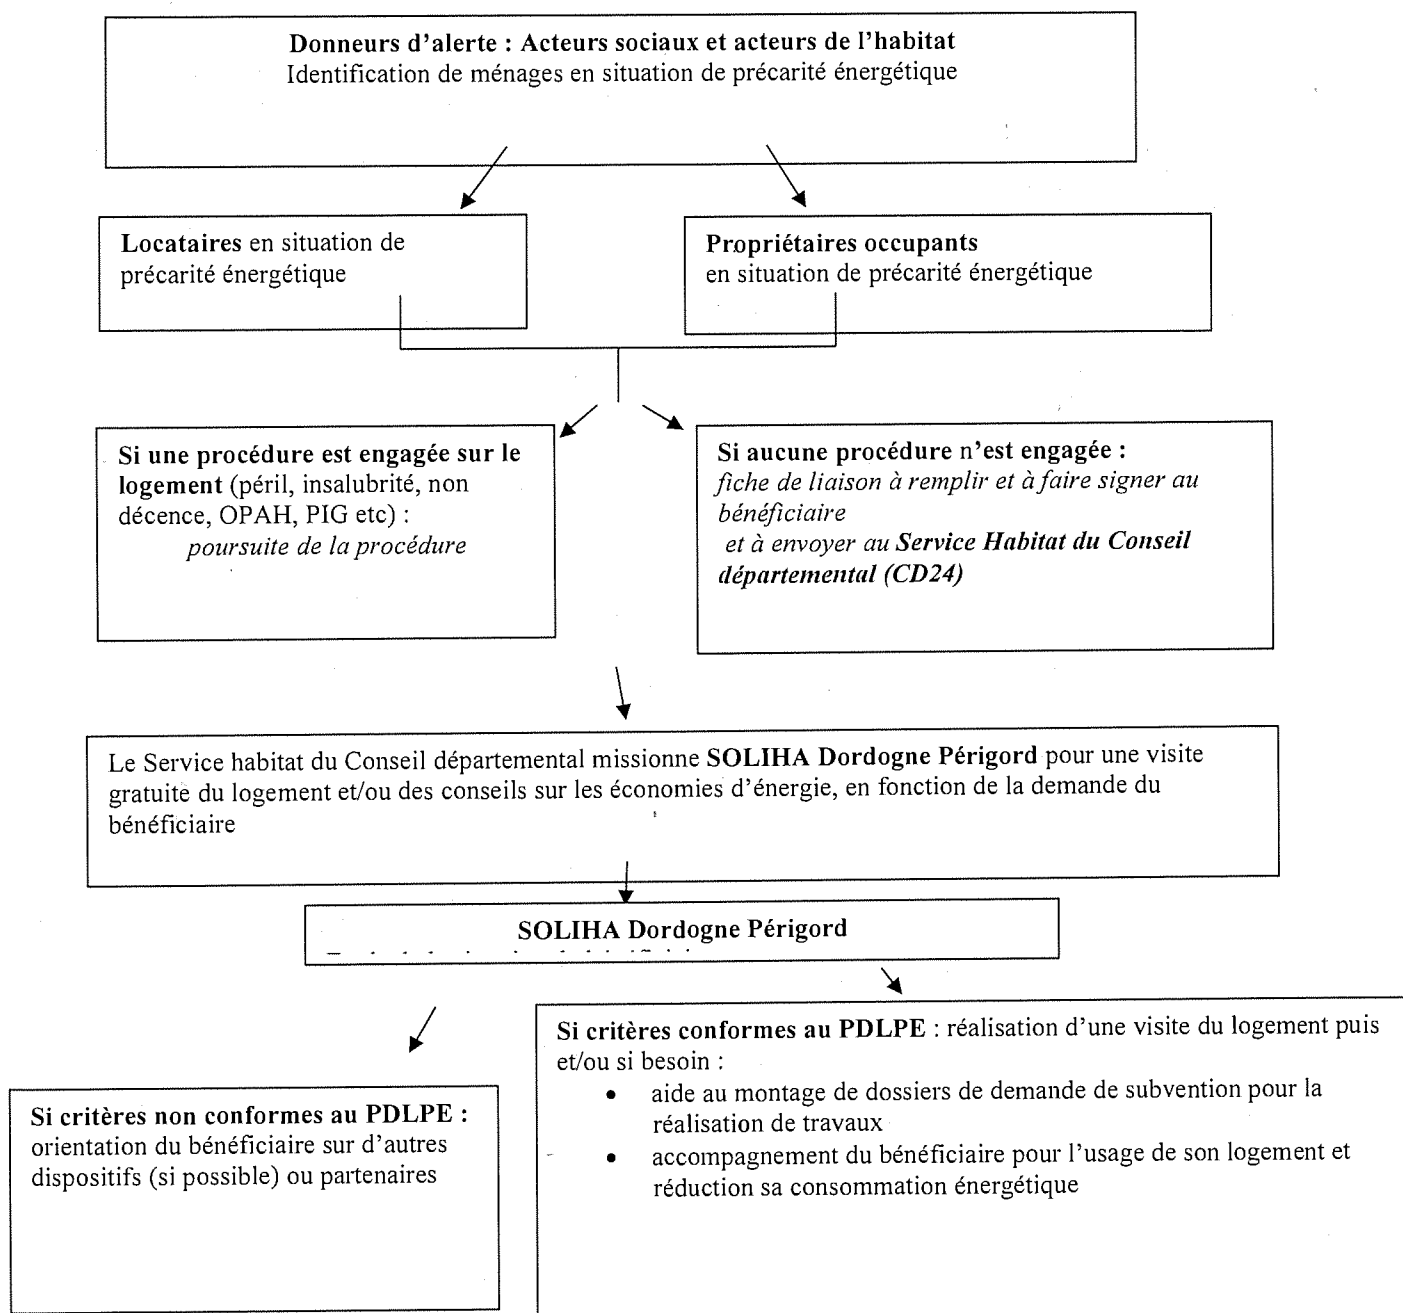 Donneurs d'alerte : Acteurs sociaux et acteurs de l'habitat
Identification de ménages en situation de précarité énergétique
Locataires en situation de
précarité énergétique
Propriétaires occupants
en situation de précarité énergétique
Si une procédure est engagée sur le
logement (péril, insalubrité, non
décence, OPAH, PIG etc) :
poursuite de la procédure
Si aucune procédure n'est engagée :
fiche de liaison à remplir et à faire signer au
bénéficiaire
et à envoyer au Service Habitat du Conseil
départemental (CD24)
Le Service habitat du Conseil départemental missionne SOLIHA Dordogne Périgord pour une visite
gratuite du logement et/ou des conseils sur les économies d'énergie, en fonction de la demande du
bénéficiaire
SOLIHA Dordogne Périgord
Si critères non conformes au PDLPE :
orientation du bénéficiaire sur d'autres
dispositifs (si possible) ou partenaires
Si critères conformes au PDLPE : réalisation d'une visite du logement puis
et/ou si besoin :
• aide au montage de dossiers de demande de subvention pour la
réalisation de travaux
• accompagnement du bénéficiaire pour l'usage de son logement et
réduction sa consommation énergétique